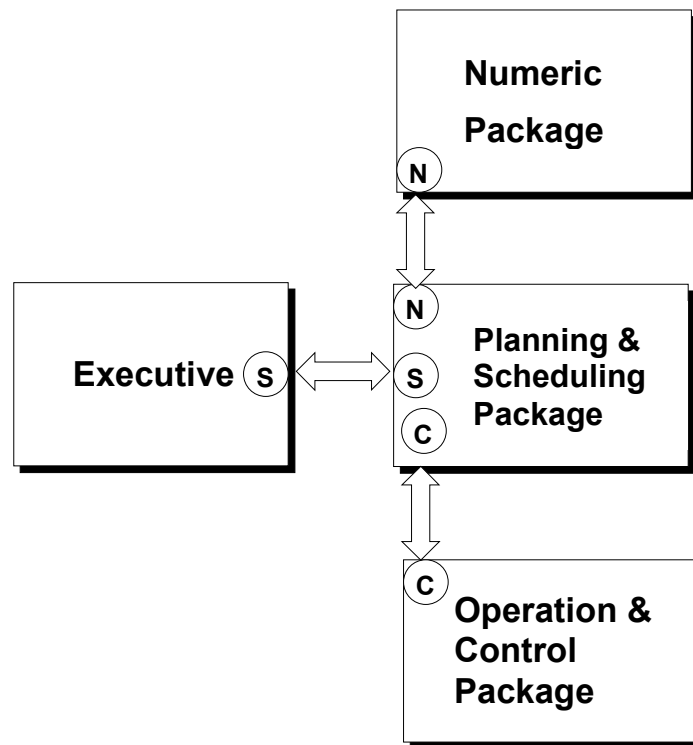 Numeric
Package
N
N
Executive
S
S
Planning &
Scheduling
Package
C
C
Operation &
Control
Package